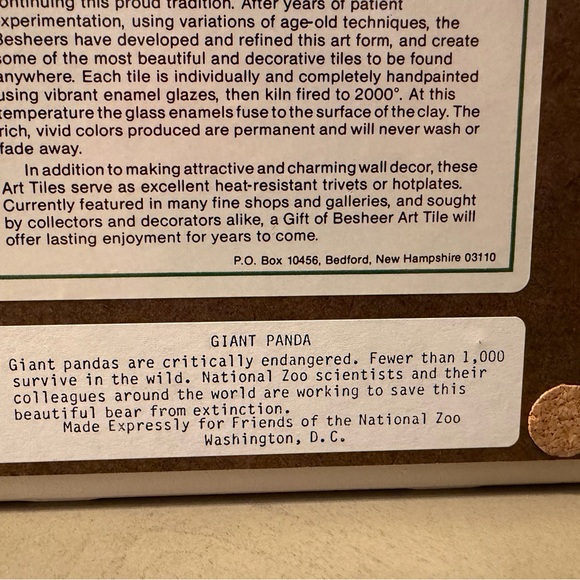 ontinuing this proud tradition. After years of patient
xperimentation, using variations of age-old techniques, the
Besheers have developed and refined this art form, and create
some of the most beautiful and decorative tiles to be found
anywhere. Each tile is individually and completely handpainted
using vibrant enamel glazes, then kiln fired to 2000°. At this
temperature the glass enamels fuse to the surface of the clay. The
rich, vivid colors produced are permanent and will never wash or
fade away.
In addition to making attractive and charming wall decor, these
Art Tiles serve as excellent heat-resistant trivets or hotplates.
Currently featured in many fine shops and galleries, and sought
by collectors and decorators alike, a Gift of Besheer Art Tile will
offer lasting enjoyment for years to come.
P.O. Box 10456, Bedford, New Hampshire 03110
GIANT PANDA
Giant pandas are critically endangered. Fewer than 1,000
survive in the wild. National Zoo scientists and their
colleagues around the world are working to save this
beautiful bear from extinction.
Made Expressly for Friends of the National Zoo
Washington, D.C.